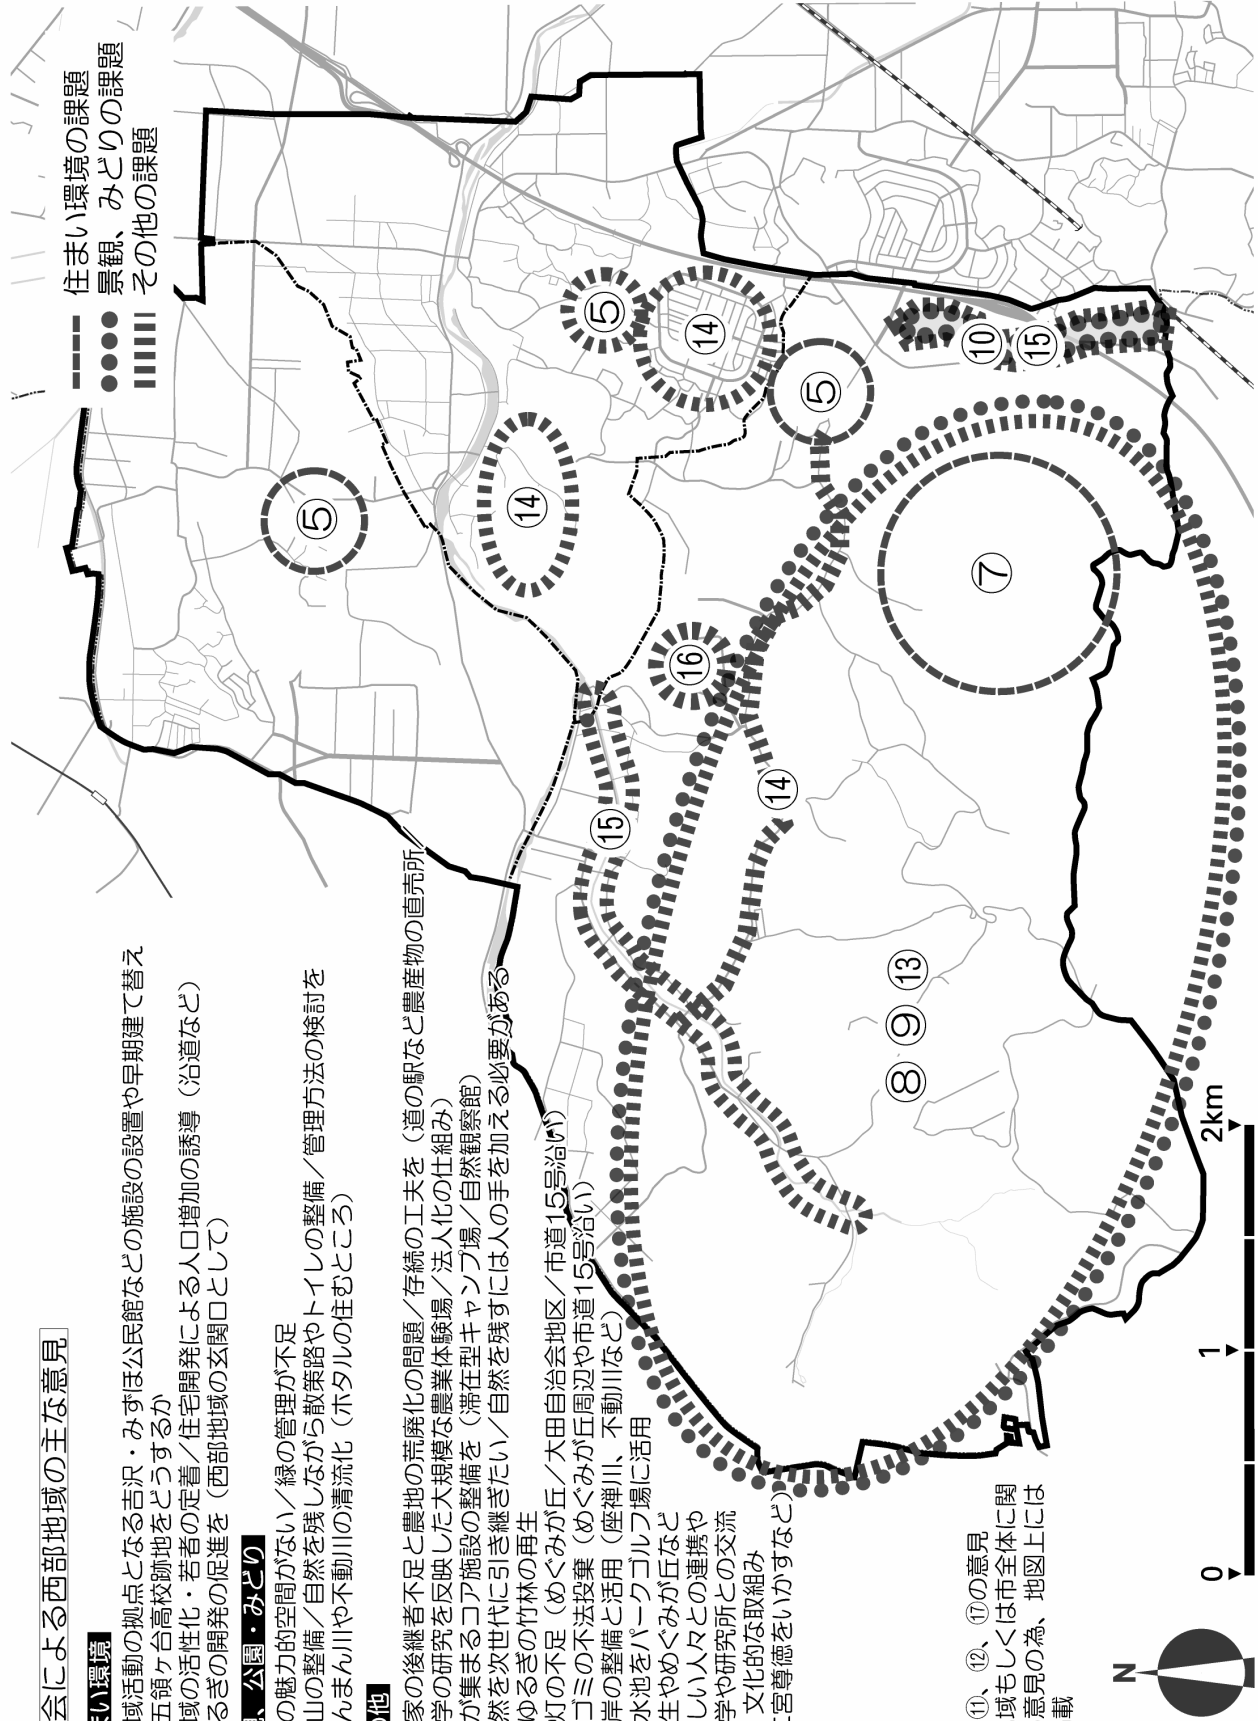 会による西部地域の主な意見
まい環境
域活動の拠点となる吉沢・みずほ公民館などの施設の設置や早期建て替え
五領ヶ台高校跡地をどうするか
域の活性化・若者の定着／住宅開発による人口増加の誘導（沿道など）
るぎの開発の促進を（西部地域の玄関口として）
、公園・みどり
の魅力的空間がない／緑の管理が不足
山の整備／自然を残しながら散策路やトイレの整備／管理方法の検討を
んまん川や不動川の清流化（ホタルの住むところ）
の他
家の後継者不足と農地の荒廃化の問題／存続の工夫を（道の駅など農産物の直売所
学の研究を反映した大規模な農業体験場／法人化の仕組み）
が集まるコア施設の整備を（滞在型キャンプ場／自然観察館）
然を次世代に引き継ぎたい／自然を残すには人の手を加える必要がある
ゆるぎの竹林の再生
灯の不足（めぐみが丘／大田自治会地区／市道15号沿い）
ゴミの不法投棄（めぐみが丘周辺や市道15号沿い）
岸の整備と活用（座禅川、不動川など）
水池をパークゴルフ場に活用
生やめぐみが丘など
しい人々との連携や
学や研究所との交流
文化的な取組み
宮尊徳をいかすなど）
⑪、⑫、⑰の意見
域もしくは市全体に関
意見の為、地図上には
載
住まい環境の課題
景観、みどりの課題
その他の課題
⑤
⑤
⑭
⑤
⑩
⑮
⑭
⑦
⑯
⑭
⑮
⑧ ⑨ ⑬
N
0 1 2km